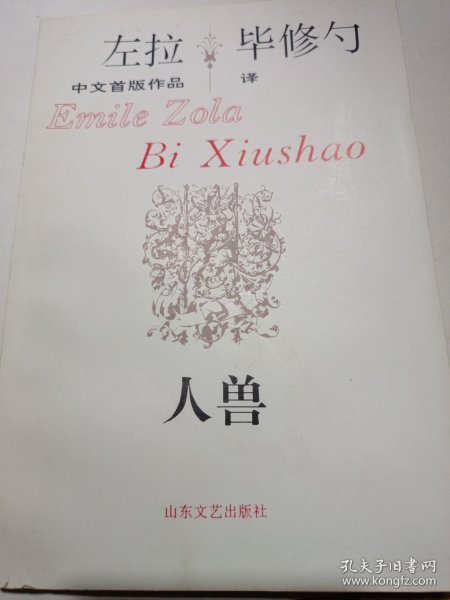 左拉 毕修勺
中文首版作品 译
Emile Zola
Bi Xiushao
人兽
山东文艺出版社
孔夫子旧书网
www.kongfz.com